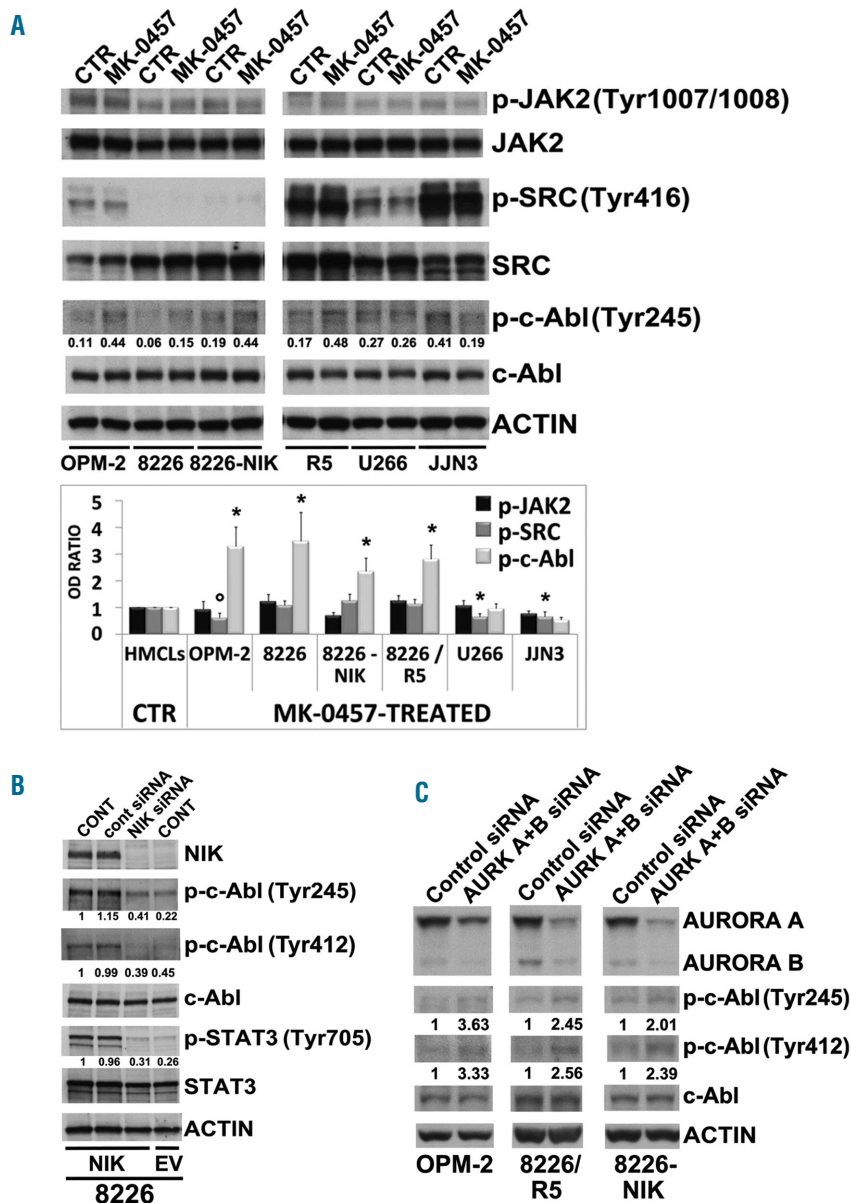 A
CTR MK-0457 CTR MK-0457 CTR MK-0457 CTR MK-0457 CTR MK-0457 CTR MK-0457
p-JAK2(Tyr1007/1008)
JAK2
p-SRC(Tyr416)
SRC
p-c-Abl(Tyr245)
0.11 0.44 0.06 0.15 0.19 0.44 0.17 0.48 0.27 0.26 0.41 0.19
c-Abl
ACTIN
OPM-2 8226 8226-NIK R5 U266 JJN3
OD RATIO
5
4
3
2
1
0
p-JAK2
p-SRC
p-c-Abl
* * * * * *
HMCLs OPM-2 8226 8226 - NIK 8226 / R5 U266 JJN3
CTR MK-0457-TREATED
B
CONT cont siRNA NIK siRNA CONT
NIK
p-c-Abl (Tyr245)
1 1.15 0.41 0.22
p-c-Abl (Tyr412)
1 0.99 0.39 0.45
c-Abl
p-STAT3 (Tyr705)
1 0.96 0.31 0.26
STAT3
ACTIN
NIK EV
8226
C
Control siRNA AURK A+B siRNA Control siRNA AURK A+B siRNA Control siRNA AURK A+B siRNA
AURORA A
AURORA B
p-c-Abl (Tyr245)
1 3.63 1 2.45 1 2.01
p-c-Abl (Tyr412)
1 3.33 1 2.56 1 2.39
c-Abl
ACTIN
OPM-2 8226/ 8226-
R5 NIK